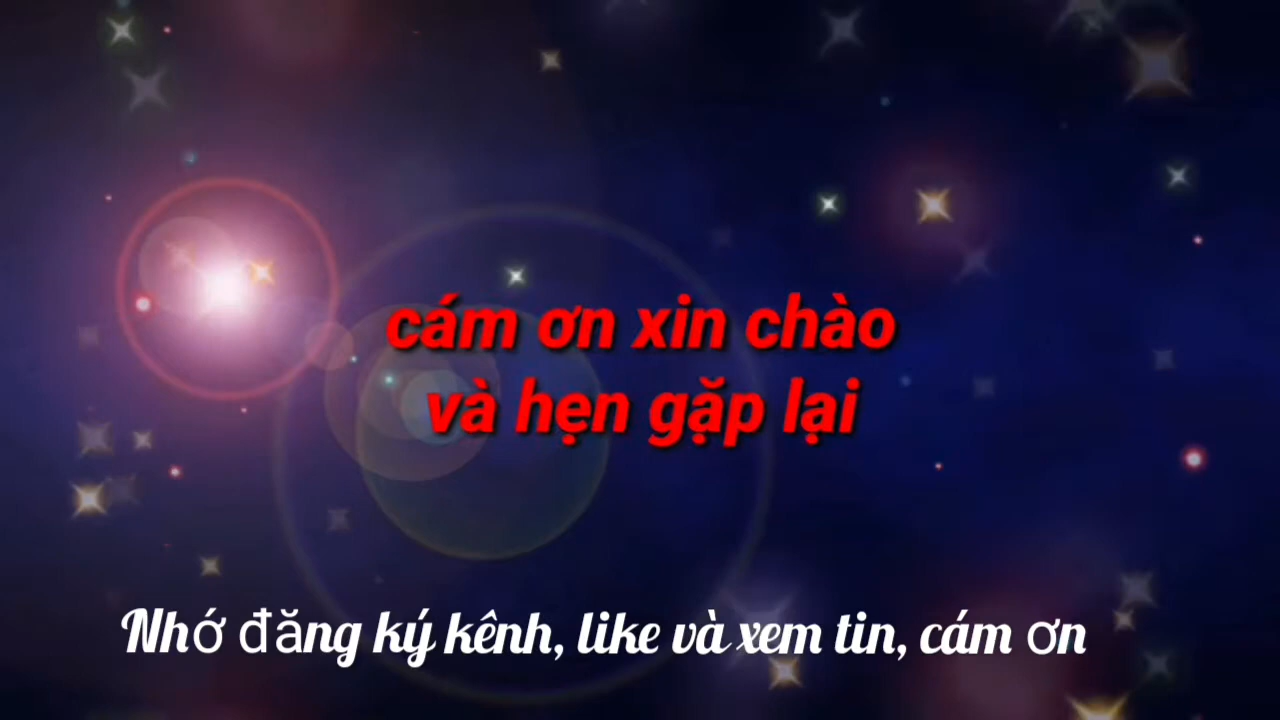 cám ơn xin chào
và hẹn gặp lại
Nhớ đăng ký kênh, like và xem tin, cám ơn